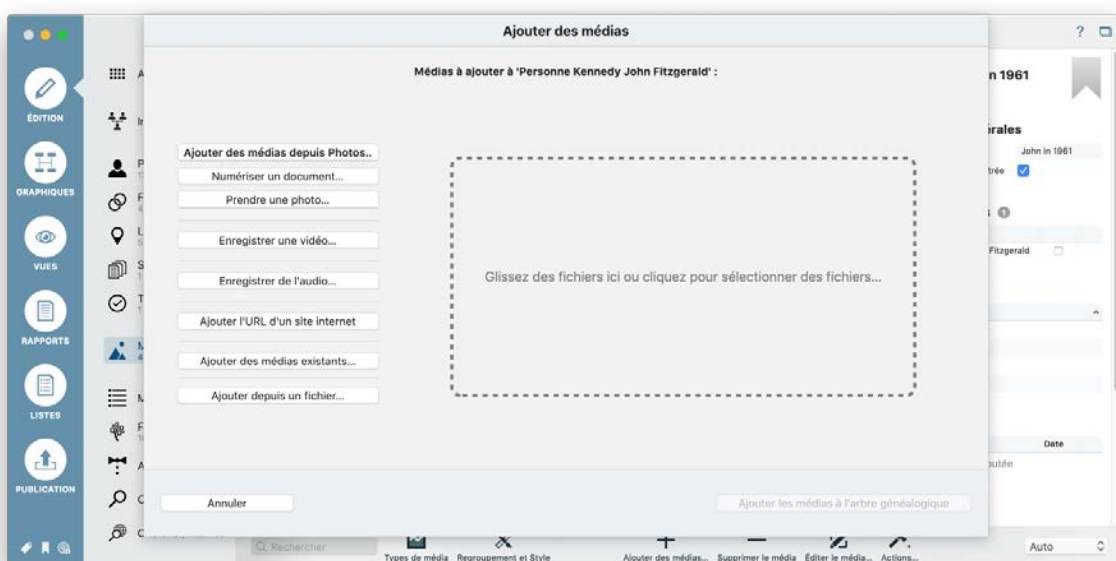 Ajouter des médias
?
Médias à ajouter à 'Personne Kennedy John Fitzgerald' :
n 1961
ÉDITION
GRAPHIQUES
VUES
RAPPORTS
LISTES
PUBLICATION
Ajouter des médias depuis Photos..
Numériser un document...
Prendre une photo...
Enregistrer une vidéo...
Enregistrer de l'audio...
Ajouter l'URL d'un site internet
Ajouter des médias existants...
Ajouter depuis un fichier...
Glissez des fichiers ici ou cliquez pour sélectionner des fichiers...
érales
John in 1961
trée
1
Fitzgerald
Date
outée
Annuler
Ajouter les médias à l'arbre généalogique
Rechercher
Types de média
Regroupement et Style
Ajouter des médias...
Supprimer le média
Éditer le média...
Actions...
Auto